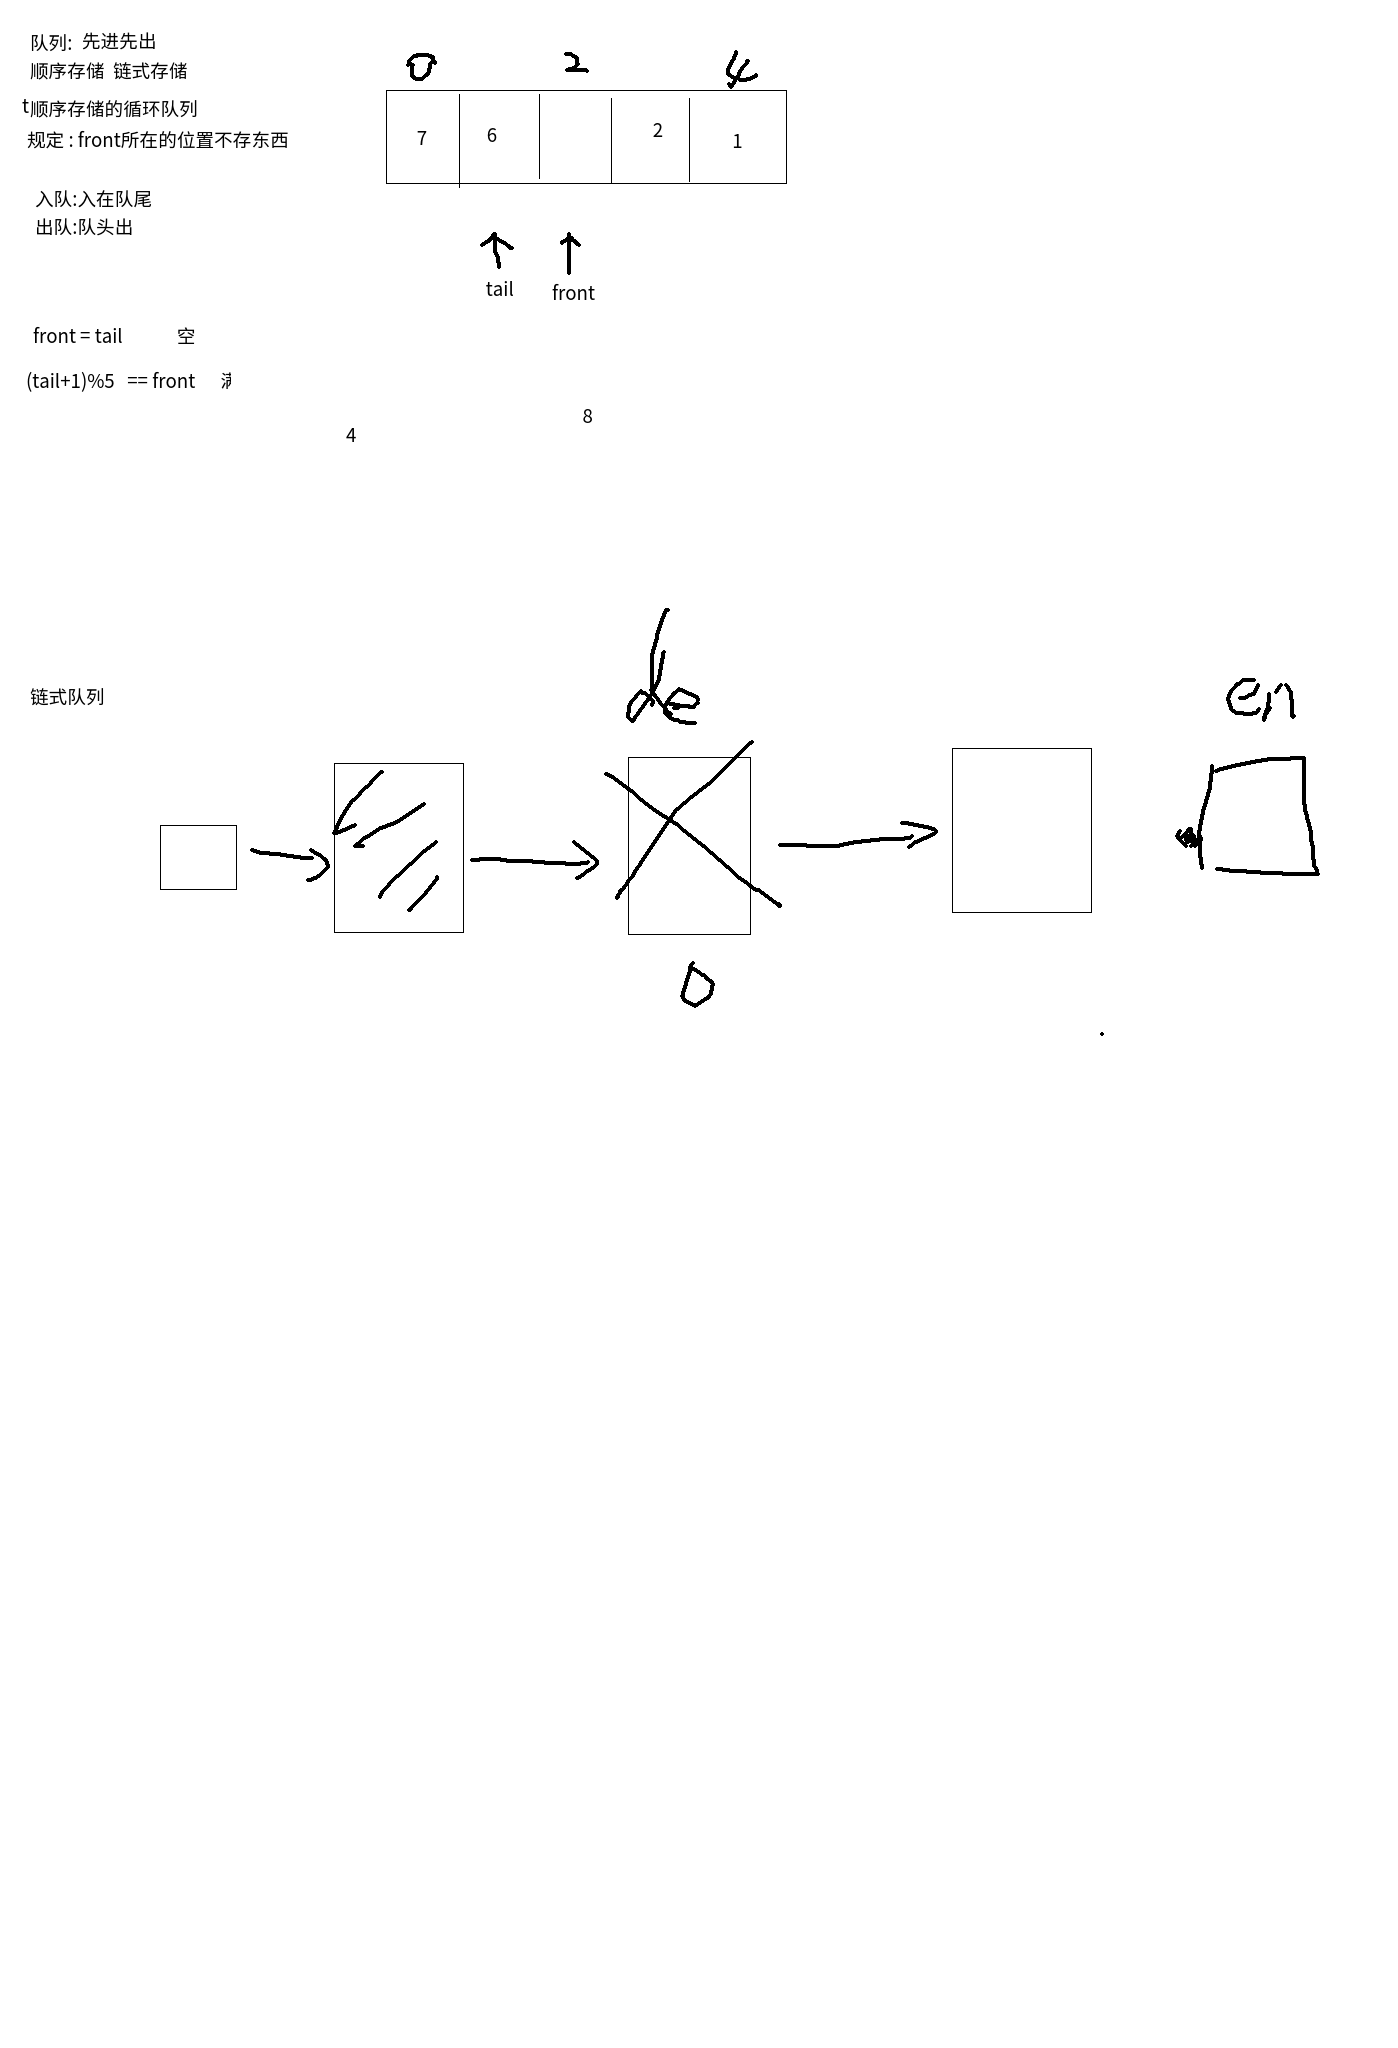 队列: 先进先出
顺序存储 链式存储
t顺序存储的循环队列
规定 : front所在的位置不存东西
入队:入在队尾
出队:队头出
0 2 4
7 6 2 1
tail front
front = tail 空
(tail+1)%5 == front 满
8
4
链式队列
de
en
0